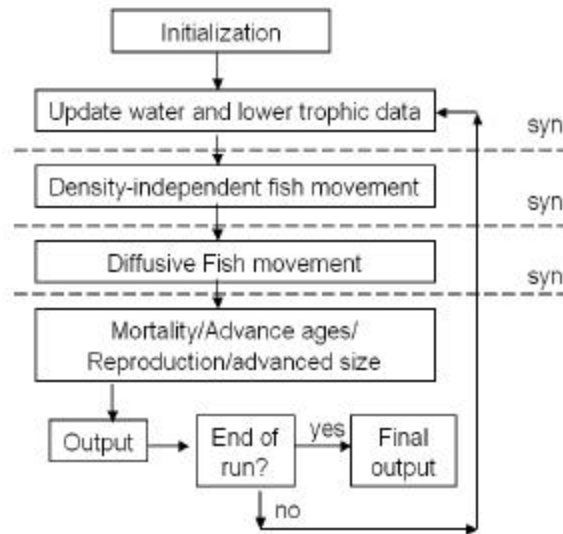 Initialization
Update water and lower trophic data
syn
Density-independent fish movement
syn
Diffusive Fish movement
syn
Mortality/Advance ages/
Reproduction/advanced size
Output
End of
run?
yes
Final
output
no